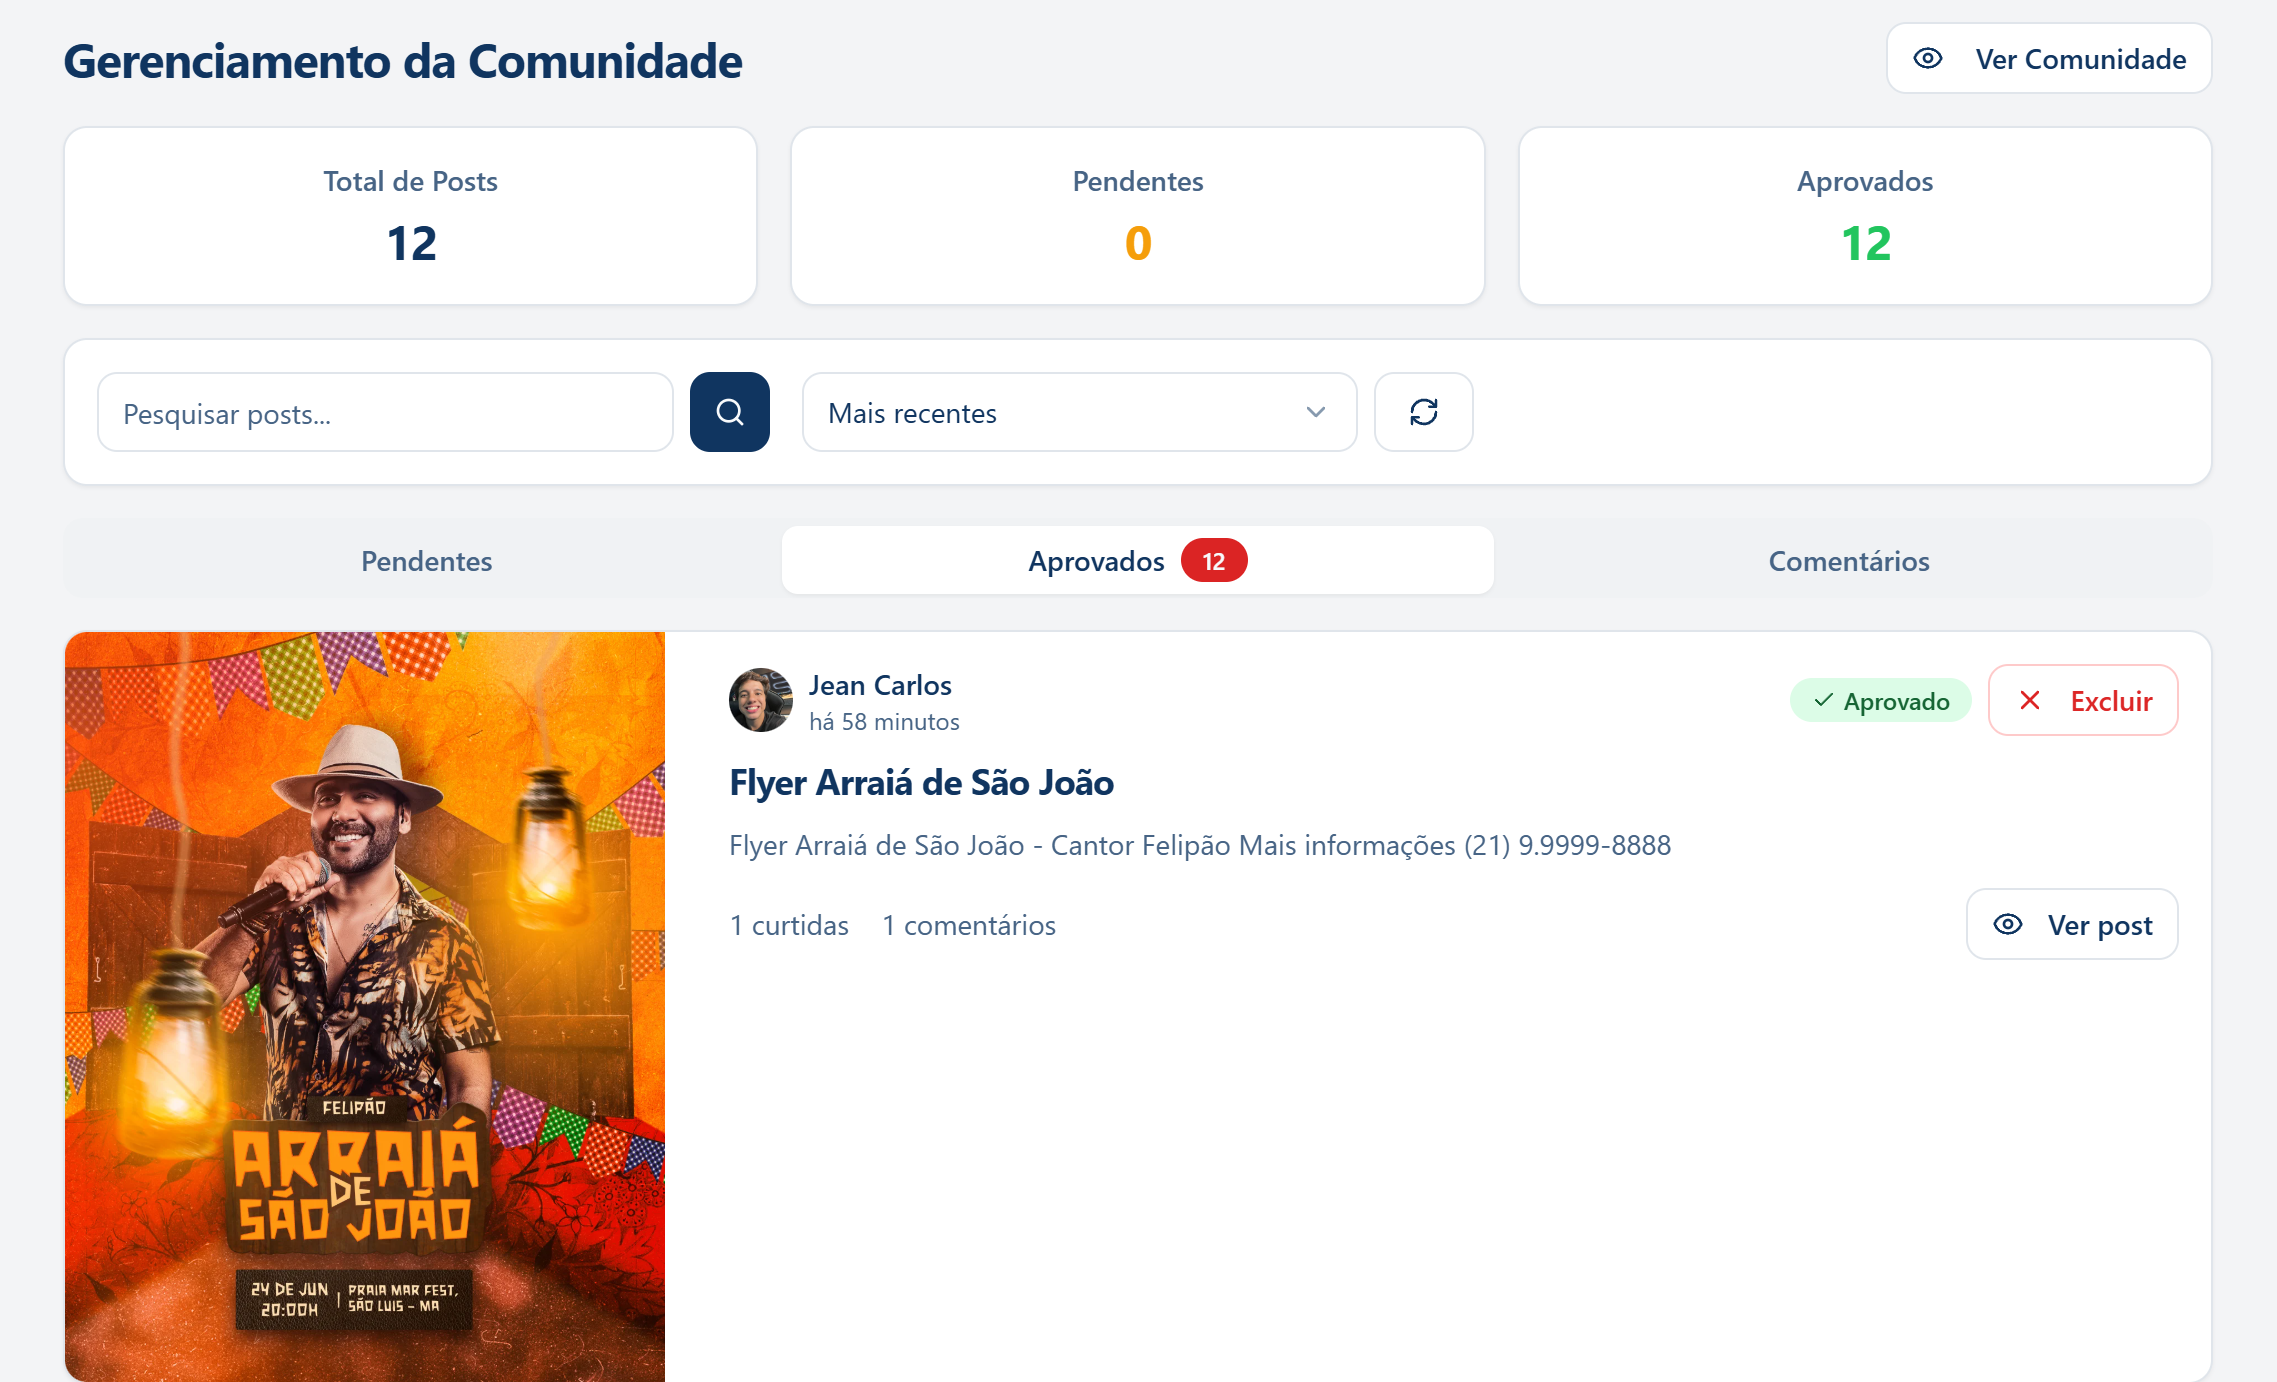 Gerenciamento da Comunidade
Ver Comunidade
Total de Posts
12
Pendentes
0
Aprovados
12
Pesquisar posts...
Mais recentes
Pendentes
Aprovados 12
Comentários
Jean Carlos
há 58 minutos
Aprovado
Excluir
Flyer Arraiá de São João
Flyer Arraiá de São João - Cantor Felipão Mais informações (21) 9.9999-8888
1 curtidas 1 comentários
Ver post
FELIPÃO
ARRAIÁ
DE
SÃO JOÃO
24 DE JUN
20:00H
PRAIA MAR FEST,
SÃO LUIS - MA